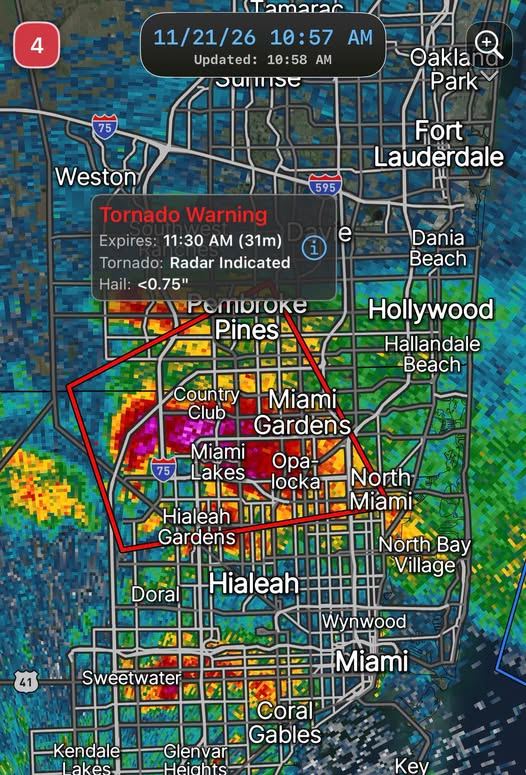 Tamarac
4
11/21/26 10:57 AM
Updated: 10:58 AM
Sunrise
Oakland
Park
75
Fort
Lauderdale
Weston
595
Tornado Warning
Expires: 11:30 AM (31m)
Tornado: Radar Indicated
Hail: <0.75"
i
Southwest
Ranches
Davie
Dania
Beach
Pembroke
Pines
Hollywood
Hallandale
Beach
Country
Club
Miami
Gardens
Miami
Lakes
75
Opa-
locka
North
Miami
Hialeah
Gardens
North Bay
Village
Doral
Hialeah
Wynwood
Miami
41
Sweetwater
Coral
Gables
Kendale
Lakes
Glenvar
Heights
Key